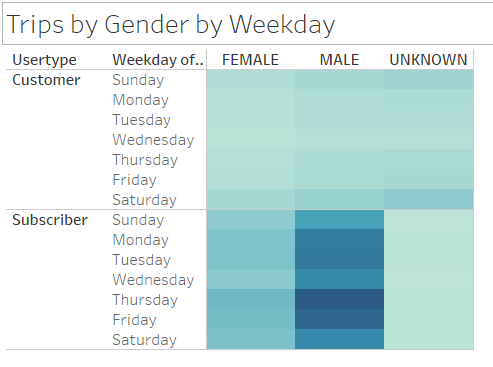 Trips by Gender by Weekday
Usertype Weekday of.. FEMALE MALE UNKNOWN
Customer Sunday
Monday
Tuesday
Wednesday
Thursday
Friday
Saturday
Subscriber Sunday
Monday
Tuesday
Wednesday
Thursday
Friday
Saturday